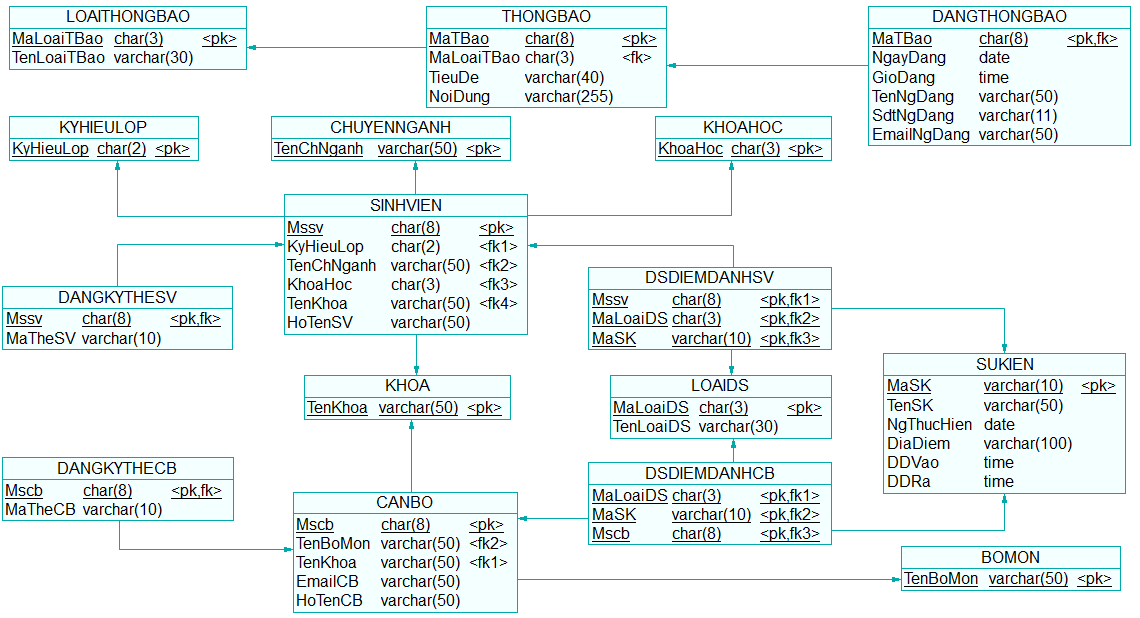 LOAITHONGBAO
MaLoaiTBao char(3) <pk>
TenLoaiTBao varchar(30)
THONGBAO
MaTBao char(8) <pk>
MaLoaiTBao char(3) <fk>
TieuDe varchar(40)
NoiDung varchar(255)
DANGTHONGBAO
MaTBao char(8) <pk,fk>
NgayDang date
GioDang time
TenNgDang varchar(50)
SdtNgDang varchar(11)
EmailNgDang varchar(50)
KYHIEULOP
KyHieuLop char(2) <pk>
CHUYENNGANH
TenChNganh varchar(50) <pk>
KHOAHOC
KhoaHoc char(3) <pk>
SINHVIEN
Mssv char(8) <pk>
KyHieuLop char(2) <fk1>
TenChNganh varchar(50) <fk2>
KhoaHoc char(3) <fk3>
TenKhoa varchar(50) <fk4>
HoTenSV varchar(50)
DANGKYTHESV
Mssv char(8) <pk,fk>
MaTheSV varchar(10)
DSDIEMDANHSV
Mssv char(8) <pk,fk1>
MaLoaiDS char(3) <pk,fk2>
MaSK varchar(10) <pk,fk3>
SUKIEN
MaSK varchar(10) <pk>
TenSK varchar(50)
NgThucHien date
DiaDiem varchar(100)
DDVao time
DDRa time
KHOA
TenKhoa varchar(50) <pk>
LOAIDS
MaLoaiDS char(3) <pk>
TenLoaiDS varchar(30)
DANGKYTHECB
Mscb char(8) <pk,fk>
MaTheCB varchar(10)
CANBO
Mscb char(8) <pk>
TenBoMon varchar(50) <fk2>
TenKhoa varchar(50) <fk1>
EmailCB varchar(50)
HoTenCB varchar(50)
DSDIEMDANHCB
MaLoaiDS char(3) <pk,fk1>
MaSK varchar(10) <pk,fk2>
Mscb char(8) <pk,fk3>
BOMON
TenBoMon varchar(50) <pk>